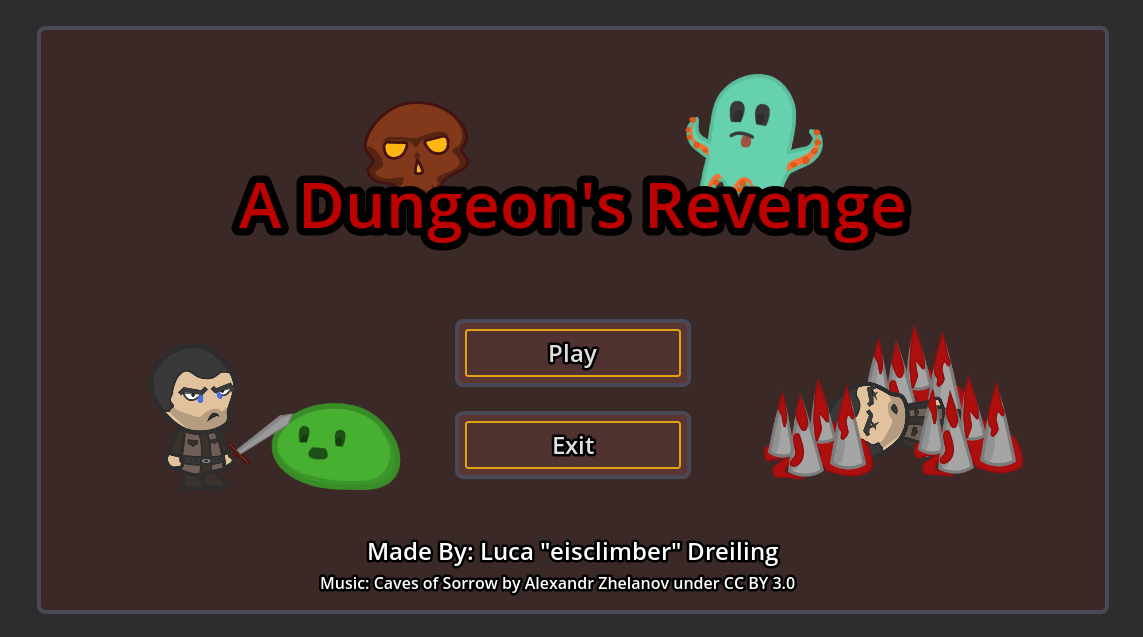 A Dungeon's Revenge
Play
Exit
Made By: Luca "eisclimber" Dreiling
Music: Caves of Sorrow by Alexandr Zhelanov under CC BY 3.0